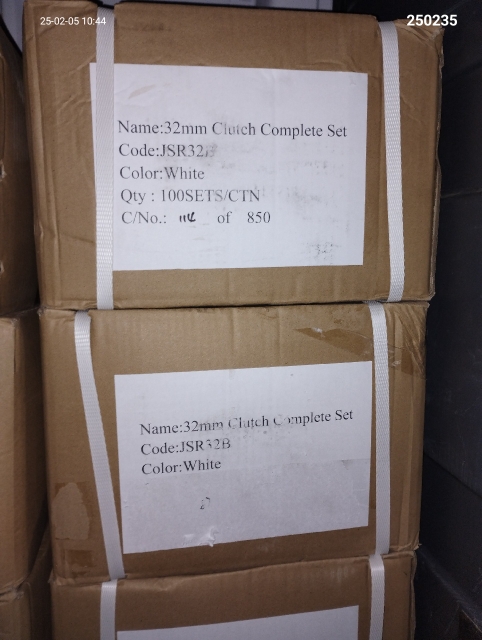 25-02-05 10:44
250235
Name:32mm Clutch Complete Set
Code:JSR32B
Color:White
Qty : 100SETS/CTN
C/No.: of 850
Name:32mm Clutch Complete Set
Code:JSR32B
Color:White